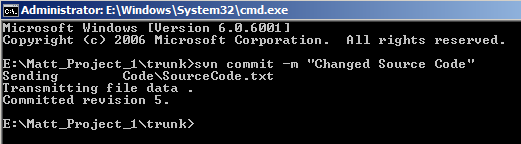 Administrator: E:\Windows\System32\cmd.exe
Microsoft Windows [Version 6.0.6001]
Copyright (c) 2006 Microsoft Corporation.  All rights reserved.
E:\Matt_Project_1\trunk>svn commit -m "Changed Source Code"
Sending        Code\SourceCode.txt
Transmitting file data .
Committed revision 5.
E:\Matt_Project_1\trunk>